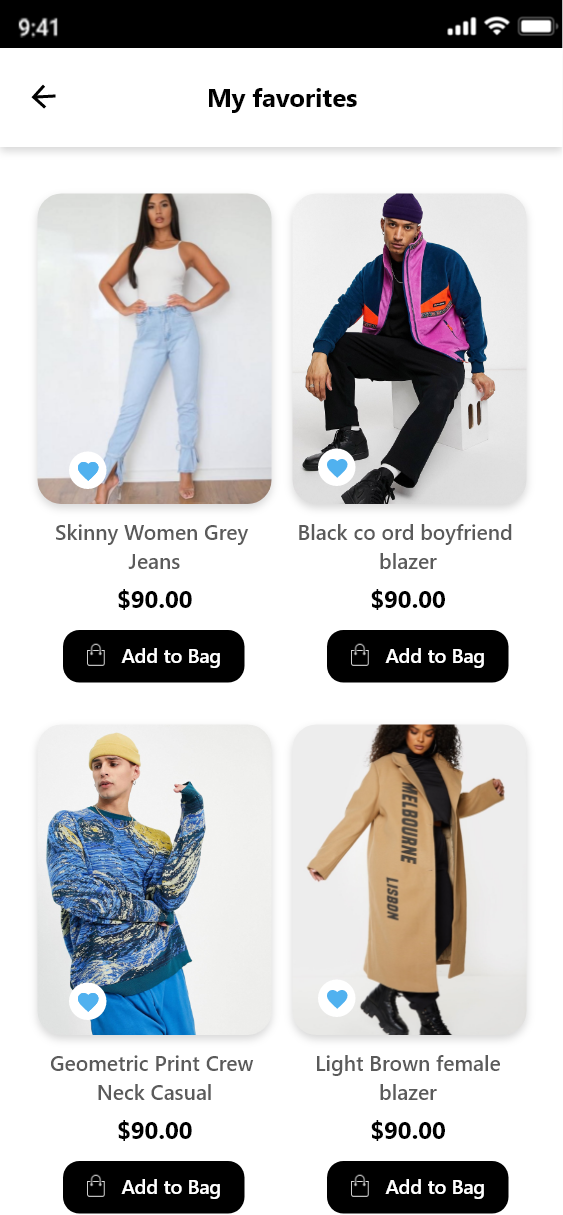 9:41
My favorites
Skinny Women Grey
Jeans
$90.00
Add to Bag
Black co ord boyfriend
blazer
$90.00
Add to Bag
MELBOURNE
LISBON
Geometric Print Crew
Neck Casual
$90.00
Add to Bag
Light Brown female
blazer
$90.00
Add to Bag